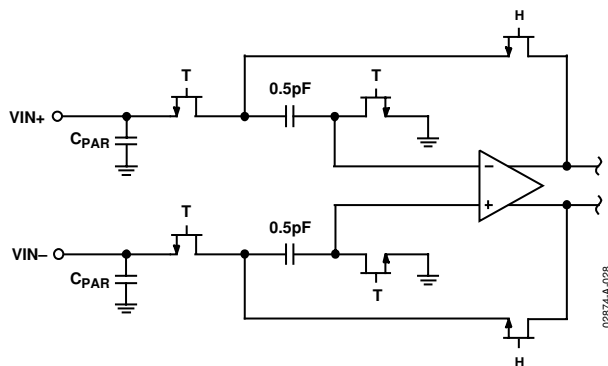 H
T
0.5pF
T
VIN+
CPAR
T
0.5pF
VIN–
CPAR
T
H
02874-A-028